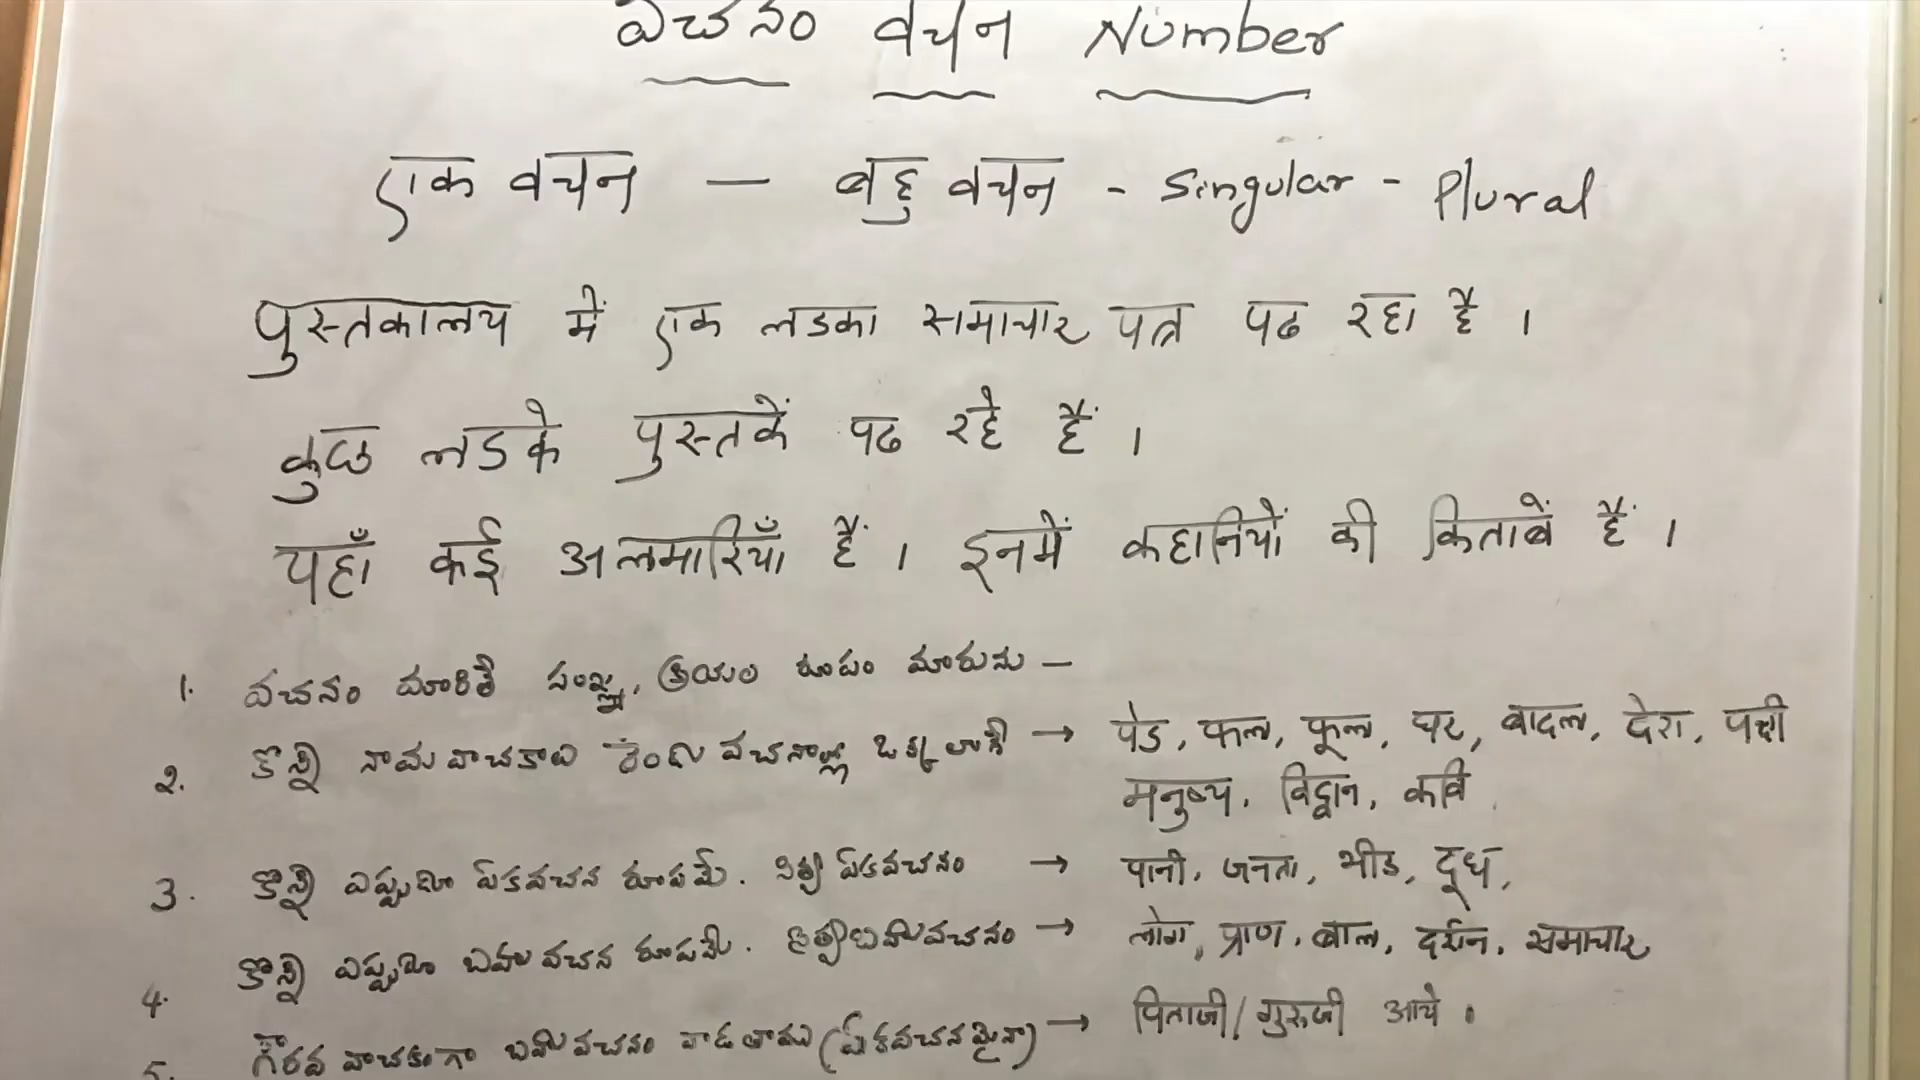 వచనం वचन Number
एक वचन — बहु वचन - Singular - Plural
पुस्तकालय में एक लडका समाचार पत्र पढ रहा है ।
कुछ लडके पुस्तकें पढ रहे हैं ।
यहाँ कई अलमारियाँ हैं । इनमें कहानियों की किताबें हैं ।
1. వచనం మారితే సంజ్ఞ, క్రియల రూపం మారును —
2. కొన్ని నామవాచకాలు రెండు వచనాల్లో ఒక్కలాగే → पेड, फल, फूल, घर, बादल, देश, पक्षी
मनुष्य, विद्वान, कवि
3. కొన్ని ఎప్పుడూ ఏకవచన రూపమే. నిత్య ఏకవచనం → पानी, जनता, भीड, दूध,
4. కొన్ని ఎప్పుడూ బహువచన రూపమే. నిత్యబహువచనం → लोग, प्राण, बाल, दर्शन, समाचार
5. గౌరవ వాచకంగా బహువచనం వాడతాము (ఏకవచనమైనా) → पिताजी/गुरुजी आये ।